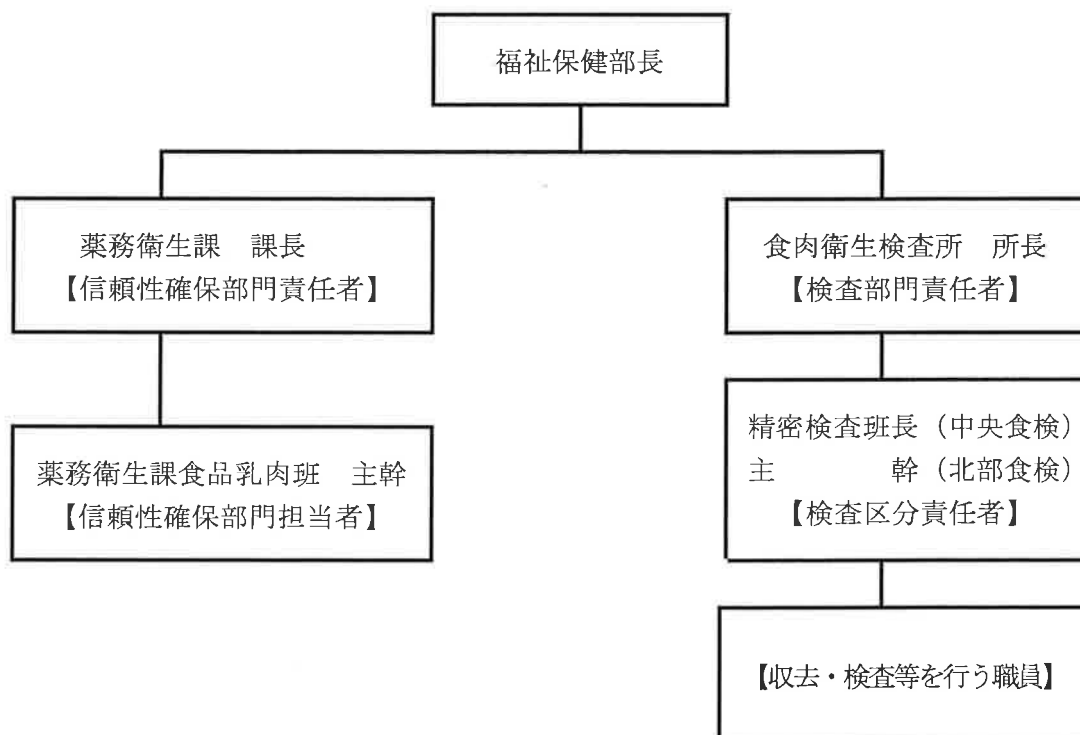 福祉保健部長
薬務衛生課 課長
【信頼性確保部門責任者】
食肉衛生検査所 所長
【検査部門責任者】
薬務衛生課食品乳肉班 主幹
【信頼性確保部門担当者】
精密検査班長（中央食検）
主 幹（北部食検）
【検査区分責任者】
【収去・検査等を行う職員】